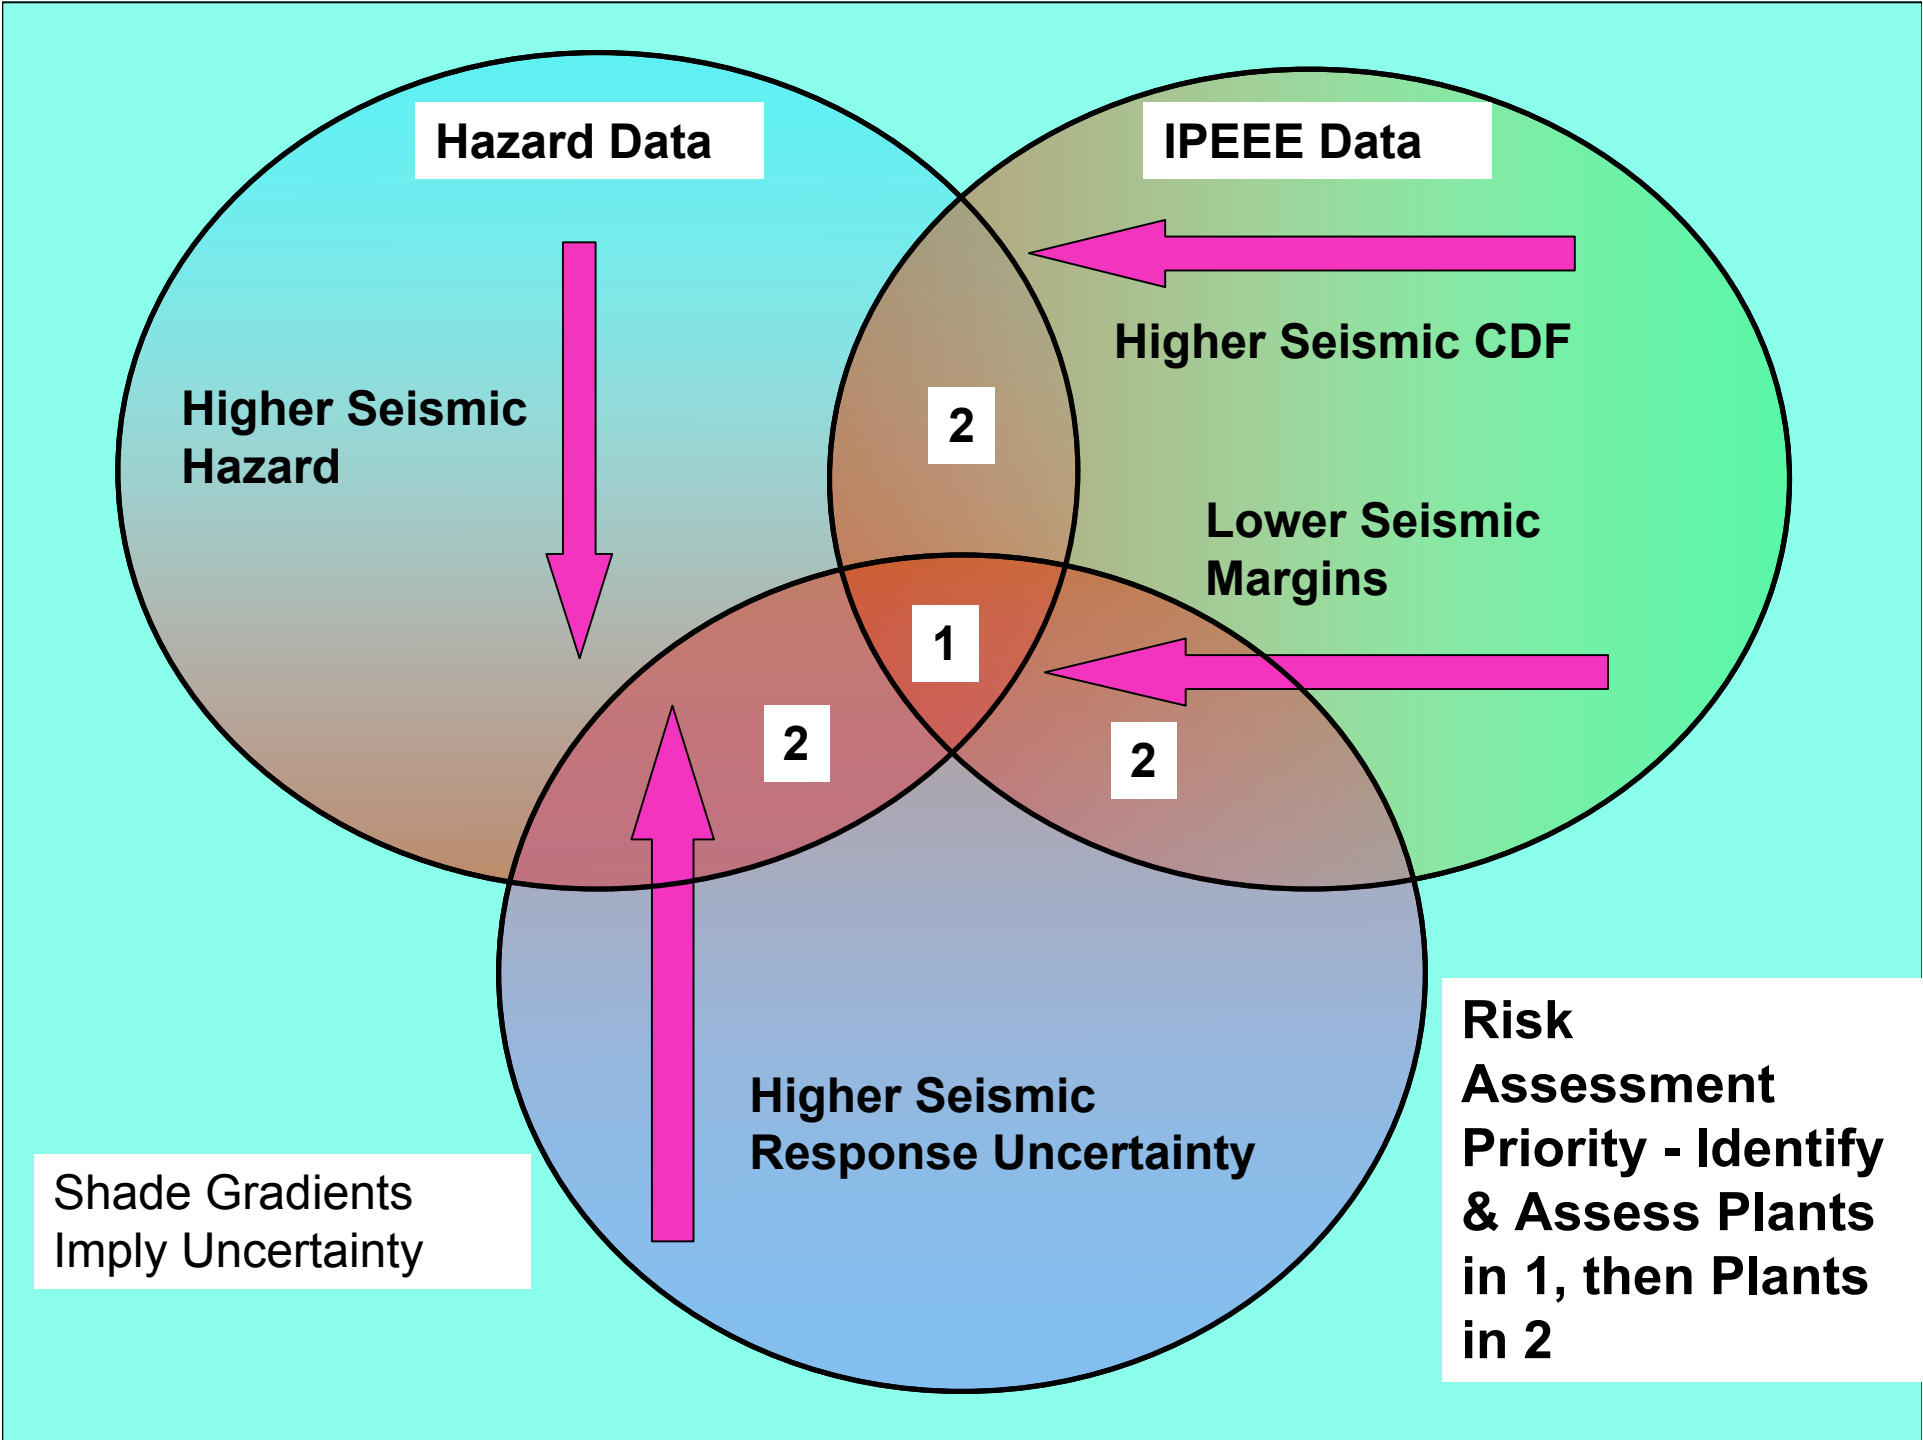 Hazard Data
IPEEE Data
Higher Seismic CDF
Higher Seismic
Hazard
2
Lower Seismic
Margins
1
2
2
Higher Seismic
Response Uncertainty
Shade Gradients
Imply Uncertainty
Risk
Assessment
Priority - Identify
& Assess Plants
in 1, then Plants
in 2